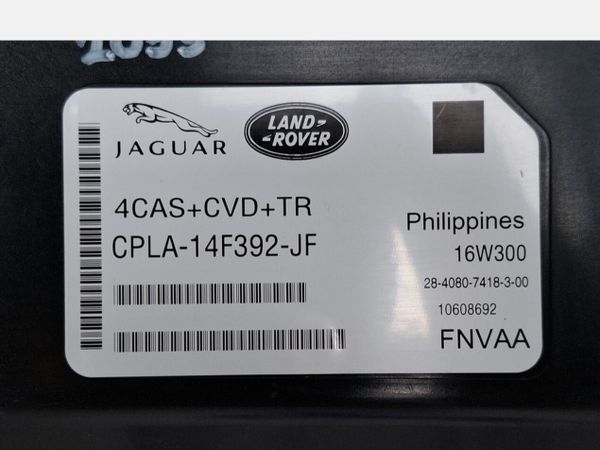 JAGUAR
LAND-
-ROVER
4CAS+CVD+TR
CPLA-14F392-JF
Philippines
16W300
28-4080-7418-3-00
10608692
FNVAA